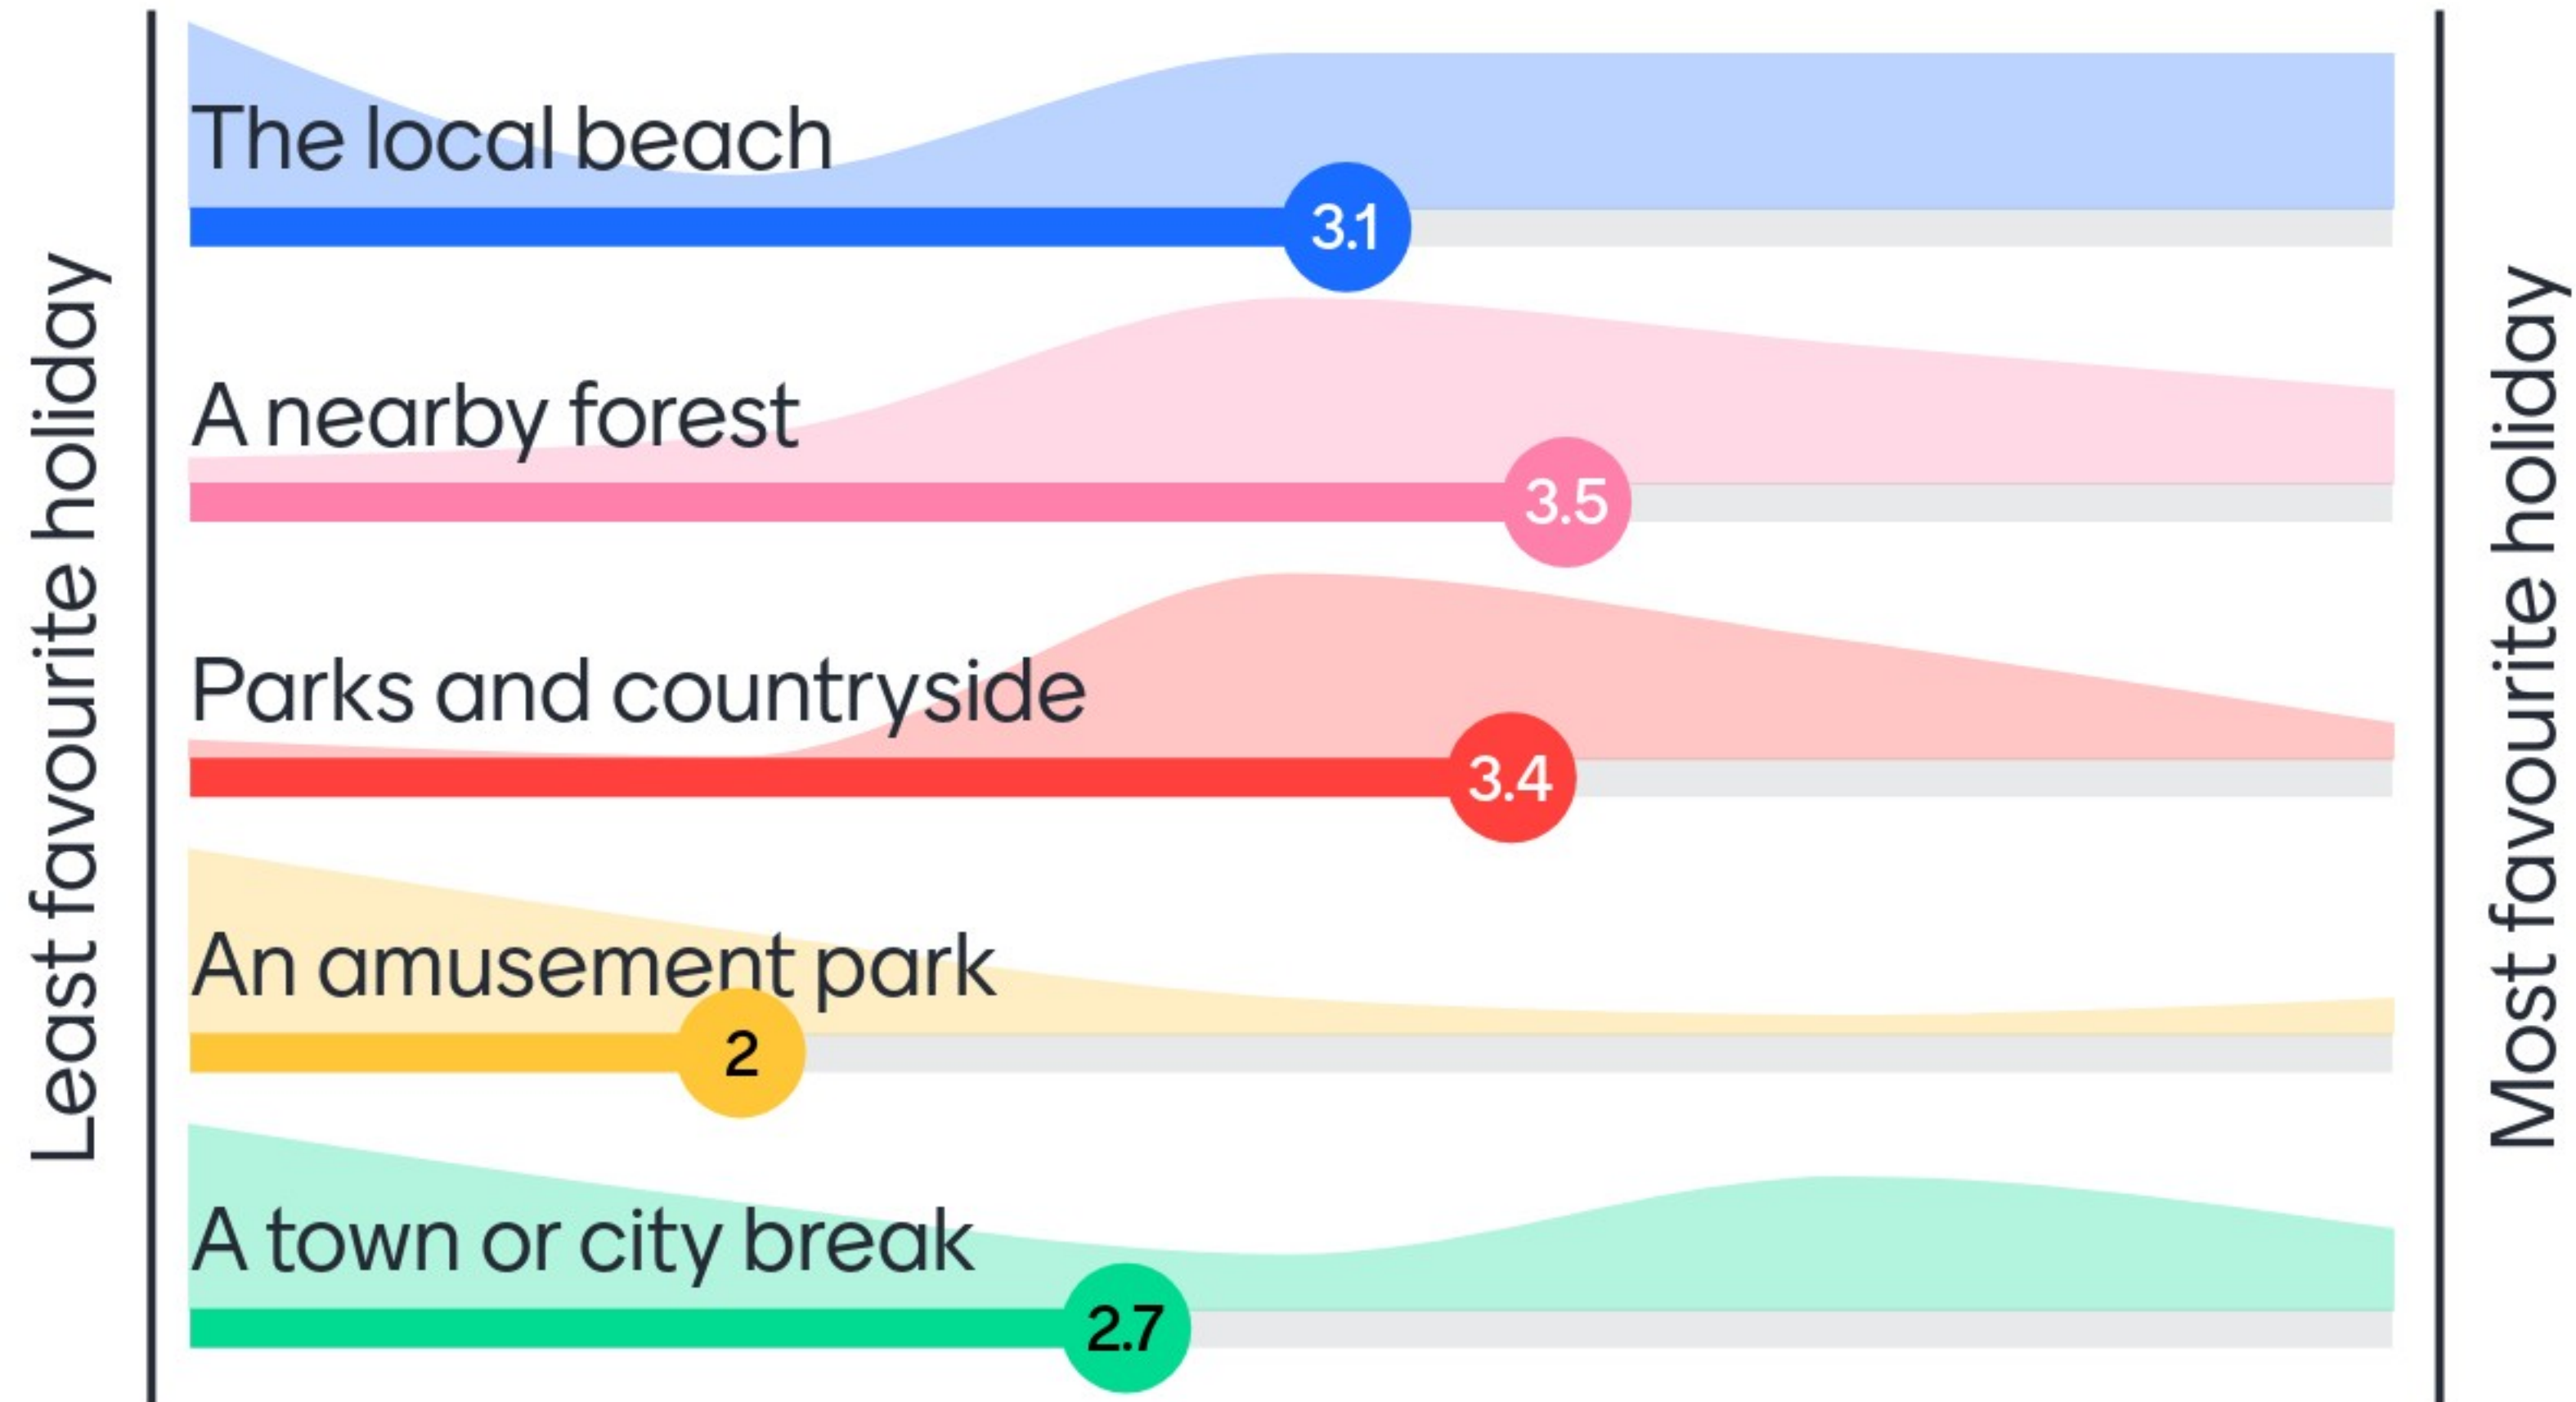 Least favourite holiday
The local beach
3.1
A nearby forest
3.5
Parks and countryside
3.4
An amusement park
2
A town or city break
2.7
Most favourite holiday